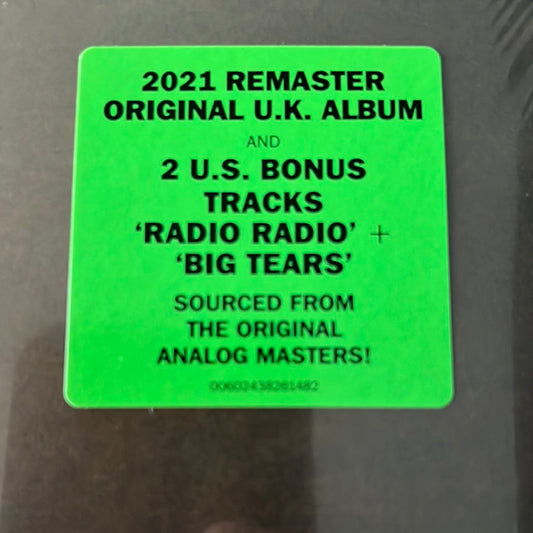 2021 REMASTER
ORIGINAL U.K. ALBUM
AND
2 U.S. BONUS
TRACKS
‘RADIO RADIO’ +
‘BIG TEARS’
SOURCED FROM
THE ORIGINAL
ANALOG MASTERS!
00602438261482